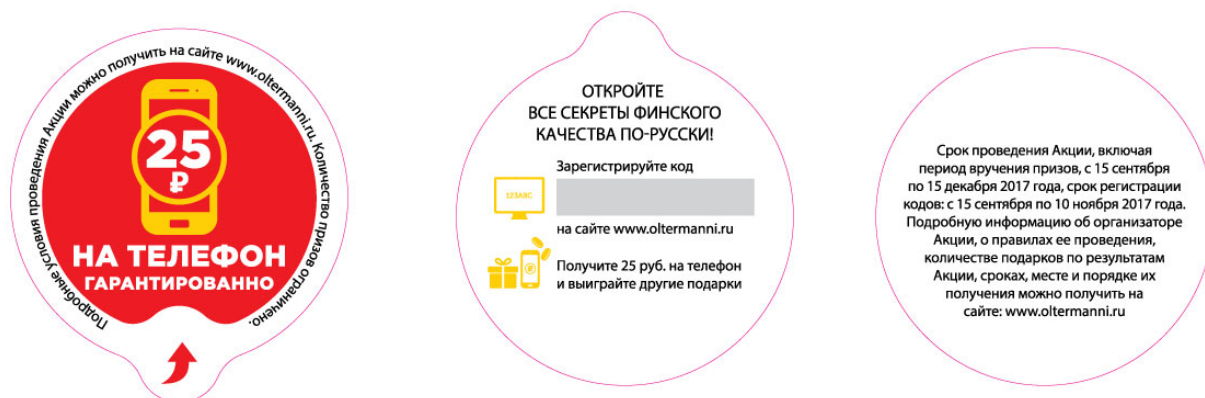 Подробные условия проведения Акции можно получить на сайте www.oltermanni.ru. Количество призов ограничено.
25
₽
НА ТЕЛЕФОН
ГАРАНТИРОВАННО
ОТКРОЙТЕ
ВСЕ СЕКРЕТЫ ФИНСКОГО
КАЧЕСТВА ПО-РУССКИ!
Зарегистрируйте код
123ABC
на сайте www.oltermanni.ru
Получите 25 руб. на телефон
и выиграйте другие подарки
Срок проведения Акции, включая
период вручения призов, с 15 сентября
по 15 декабря 2017 года, срок регистрации
кодов: с 15 сентября по 10 ноября 2017 года.
Подробную информацию об организаторе
Акции, о правилах ее проведения,
количестве подарков по результатам
Акции, сроках, месте и порядке их
получения можно получить на
сайте: www.oltermanni.ru